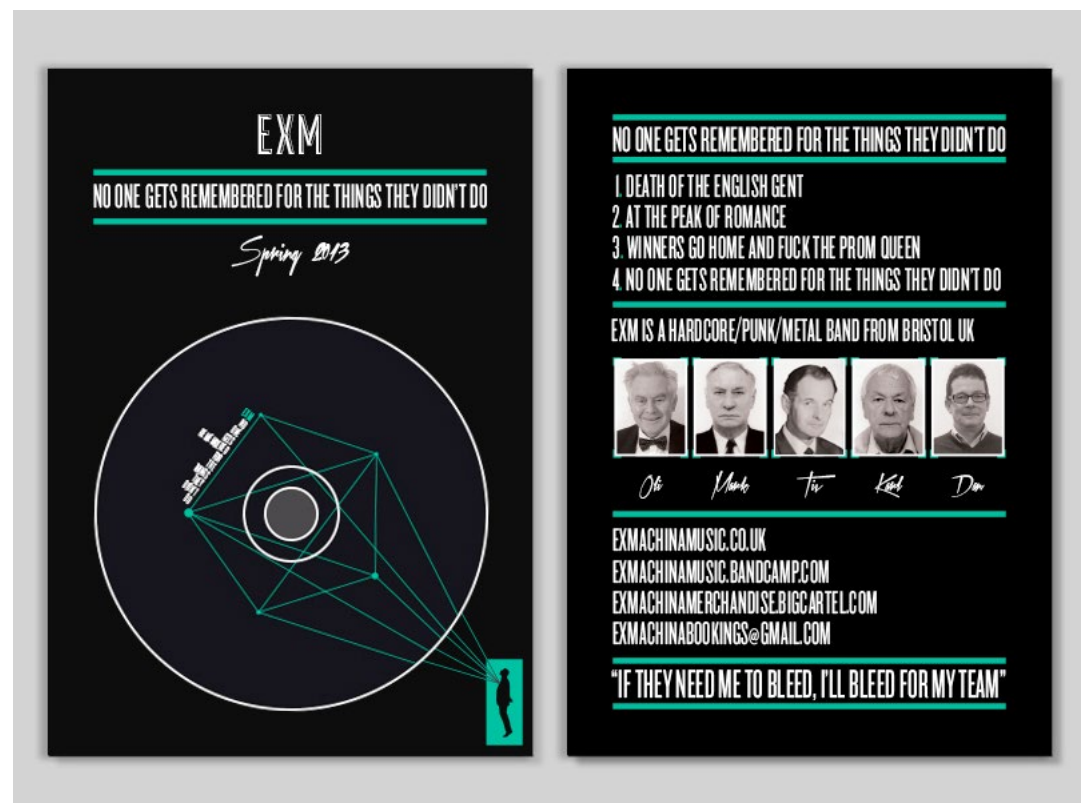 EXM
NO ONE GETS REMEMBERED FOR THE THINGS THEY DIDN'T DO
Spring 2013
NO ONE GETS REMEMBERED FOR THE THINGS THEY DIDN'T DO
1. DEATH OF THE ENGLISH GENT
2. AT THE PEAK OF ROMANCE
3. WINNERS GO HOME AND FUCK THE PROM QUEEN
4. NO ONE GETS REMEMBERED FOR THE THINGS THEY DIDN'T DO
EXM IS A HARDCORE/PUNK/METAL BAND FROM BRISTOL UK
Oli Mark Tiv Karl Dan
EXMACHINAMUSIC.CO.UK
EXMACHINAMUSIC.BANDCAMP.COM
EXMACHINAMERCHANDISE.BIGCARTEL.COM
EXMACHINABOOKINGS@GMAIL.COM
“IF THEY NEED ME TO BLEED, I'LL BLEED FOR MY TEAM”